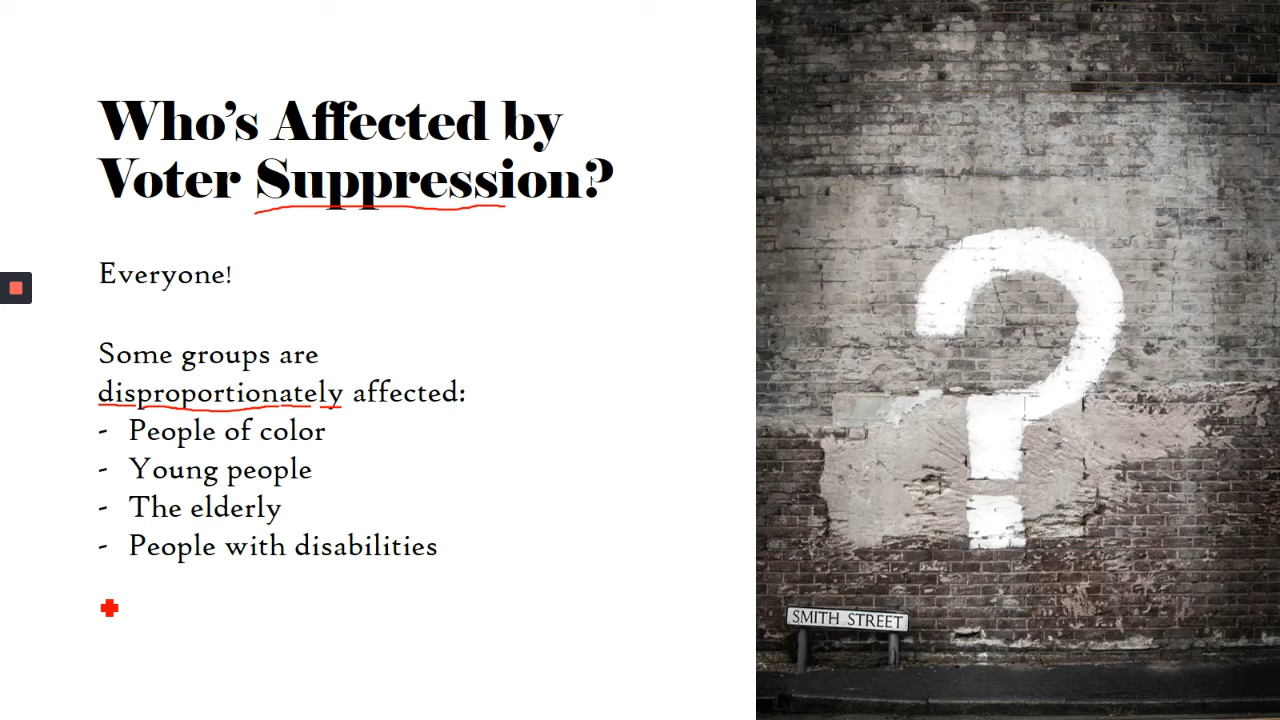 Who's Affected by
Voter Suppression?
Everyone!
Some groups are
disproportionately affected:
- People of color
- Young people
- The elderly
- People with disabilities
?
SMITH STREET